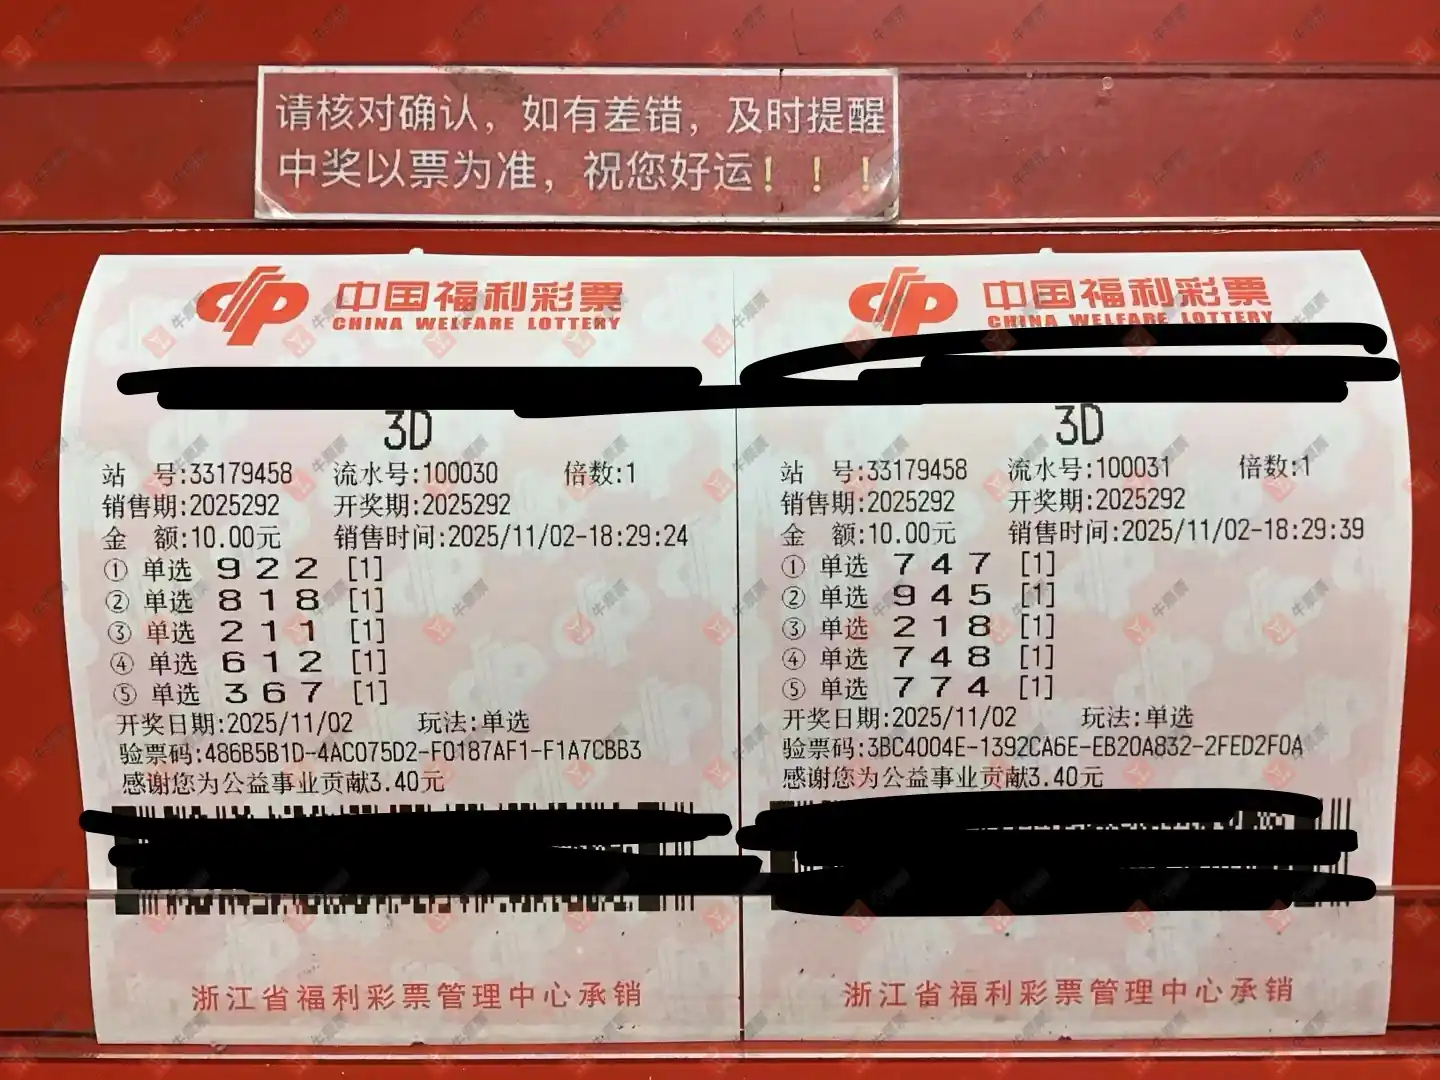 请核对确认，如有差错，及时提醒
中奖以票为准，祝您好运！！！
中国福利彩票
CHINA WELFARE LOTTERY
3D
站 号:33179458 流水号:100030 倍数:1
销售期:2025292 开奖期:2025292
金 额:10.00元 销售时间:2025/11/02-18:29:24
① 单选 9 2 2 [1]
② 单选 8 1 8 [1]
③ 单选 2 1 1 [1]
④ 单选 6 1 2 [1]
⑤ 单选 3 6 7 [1]
开奖日期:2025/11/02 玩法:单选
验票码:486B5B1D-4AC075D2-F0187AF1-F1A7CBB3
感谢您为公益事业贡献3.40元
浙江省福利彩票管理中心承销
中国福利彩票
CHINA WELFARE LOTTERY
3D
站 号:33179458 流水号:100031 倍数:1
销售期:2025292 开奖期:2025292
金 额:10.00元 销售时间:2025/11/02-18:29:39
① 单选 7 4 7 [1]
② 单选 9 4 5 [1]
③ 单选 2 1 8 [1]
④ 单选 7 4 8 [1]
⑤ 单选 7 7 4 [1]
开奖日期:2025/11/02 玩法:单选
验票码:3BC4004E-1392CA6E-EB20A832-2FED2F0A
感谢您为公益事业贡献3.40元
浙江省福利彩票管理中心承销